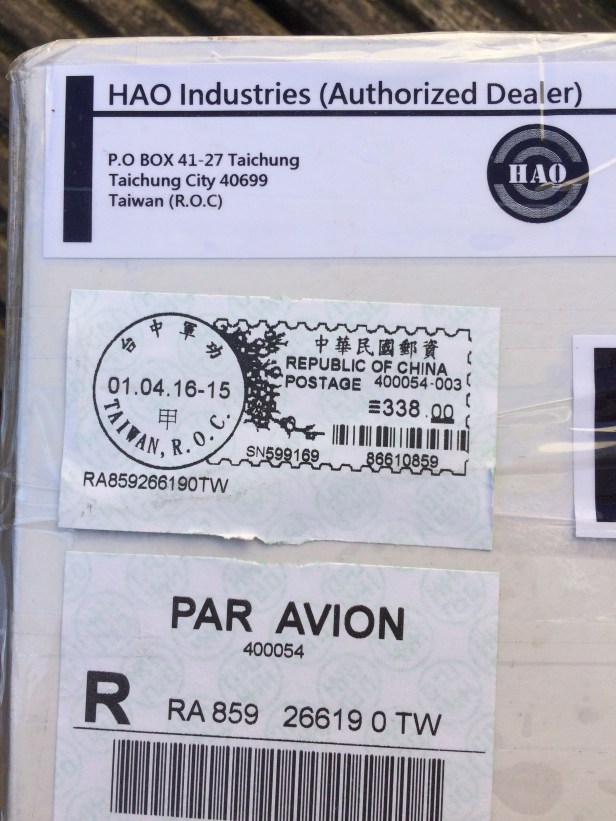 HAO Industries (Authorized Dealer)
P.O BOX 41-27 Taichung
Taichung City 40699
Taiwan (R.O.C)
HAO
台中軍功
01.04.16-15
甲
TAIWAN, R.O.C.
中華民國郵資
REPUBLIC OF CHINA
POSTAGE 400054-003
≡338.00
SN599169 86610859
RA859266190TW
PAR AVION
400054
R RA 859 26619 0 TW